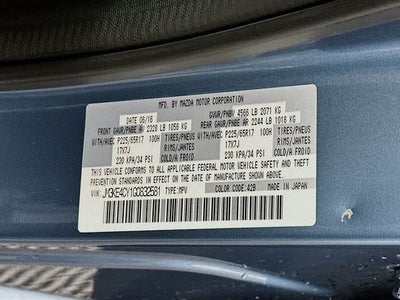 MFD. BY MAZDA MOTOR CORPORATION
DATE 06/16 GVWR/PNBV 4566 LB 2071 KG
FRONT GAWR/PNBE AV 2328 LB 1056 KG REAR GAWR/PNBE AR 2244 LB 1018 KG
WITH/AVEC P225/65R17 100H TIRES/PNEUS WITH/AVEC P225/65R17 100H TIRES/PNEUS
17X7J RIMS/JANTES 17X7J RIMS/JANTES
230 KPA/34 PSI COLD/A FROID 230 KPA/34 PSI COLD/A FROID
THIS VEHICLE CONFORMS TO ALL APPLICABLE FEDERAL MOTOR VEHICLE SAFETY AND THEFT
PREVENTION STANDARDS IN EFFECT ON THE DATE OF MANUFACTURE SHOWN ABOVE.
VIN: TYPE:MPV COLOR:42B MADE IN JAPAN